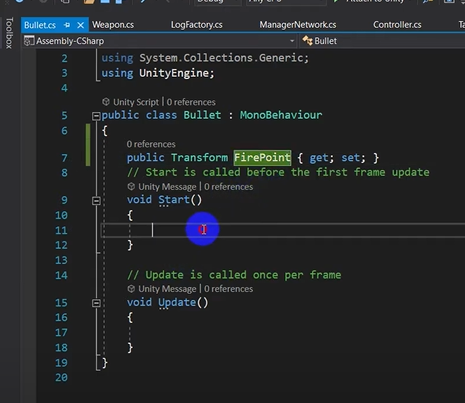 Debug
Attach to Unity
Toolbox
Bullet.cs
Weapon.cs
LogFactory.cs
ManagerNetwork.cs
Controller.cs
Assembly-CSharp
Bullet
2 using System.Collections.Generic;
3 using UnityEngine;
Unity Script | 0 references
5 public class Bullet : MonoBehaviour
6 {
0 references
7 public Transform FirePoint { get; set; }
8 // Start is called before the first frame update
Unity Message | 0 references
9 void Start()
10 {
11
12 }
13
14 // Update is called once per frame
Unity Message | 0 references
15 void Update()
16 {
17
18 }
19 }
20